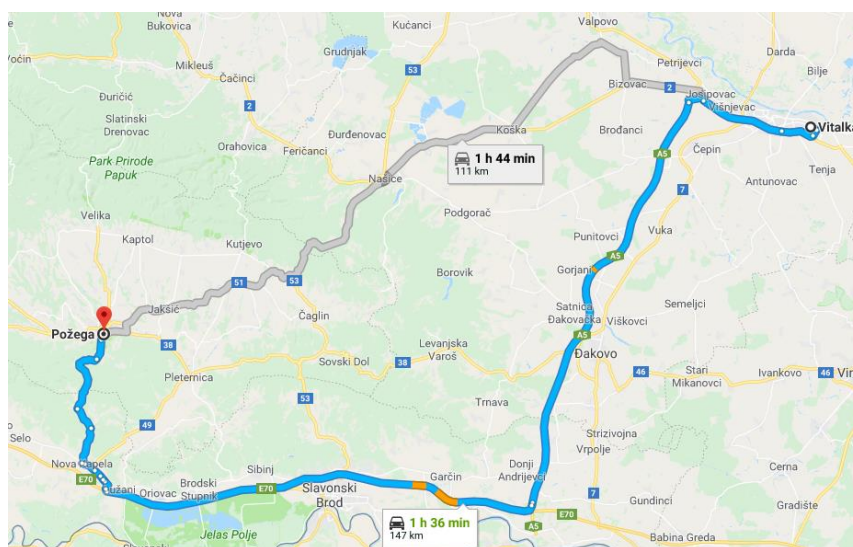 Nova
Bukovica
Kućanci
Valpovo
Voćin
Mikleuš
Grudnjak
53
Petrijevci
Darda
Čačinci
2
Bilje
Đuričić
Josipovac
Bizovac
Višnjevac
Slatinski
Drenovac
2
Vitalka
Orahovica
Đurđenovac
Koška
Brođanci
Feričanci
A5
Čepin
Tenja
Park Prirode
Papuk
1 h 44 min
111 km
Našice
7
Antunovac
Velika
Podgorač
Punitovci
Vuka
Kaptol
Kutjevo
A5
51
53
Borovik
Gorjani
Jakšić
Čaglin
Satnica
Đakovačka
Semeljci
Viškovci
Požega
38
Levanjska
Varoš
A5
Đakovo
Sovski Dol
38
46
Stari
Mikanovci
Ivankovo
46
Vin
Pleternica
53
Trnava
49
Strizivojna
Vrpolje
Selo
Nova Kapela
Sibinj
Garčin
Donji
Andrijevci
Cerna
E70
Lužani
Oriovac
Brodski
Stupnik
E70
Slavonski
Brod
7
Gundinci
Gradište
E70
A5
1 h 36 min
147 km
Jelas Polje
Babina Greda